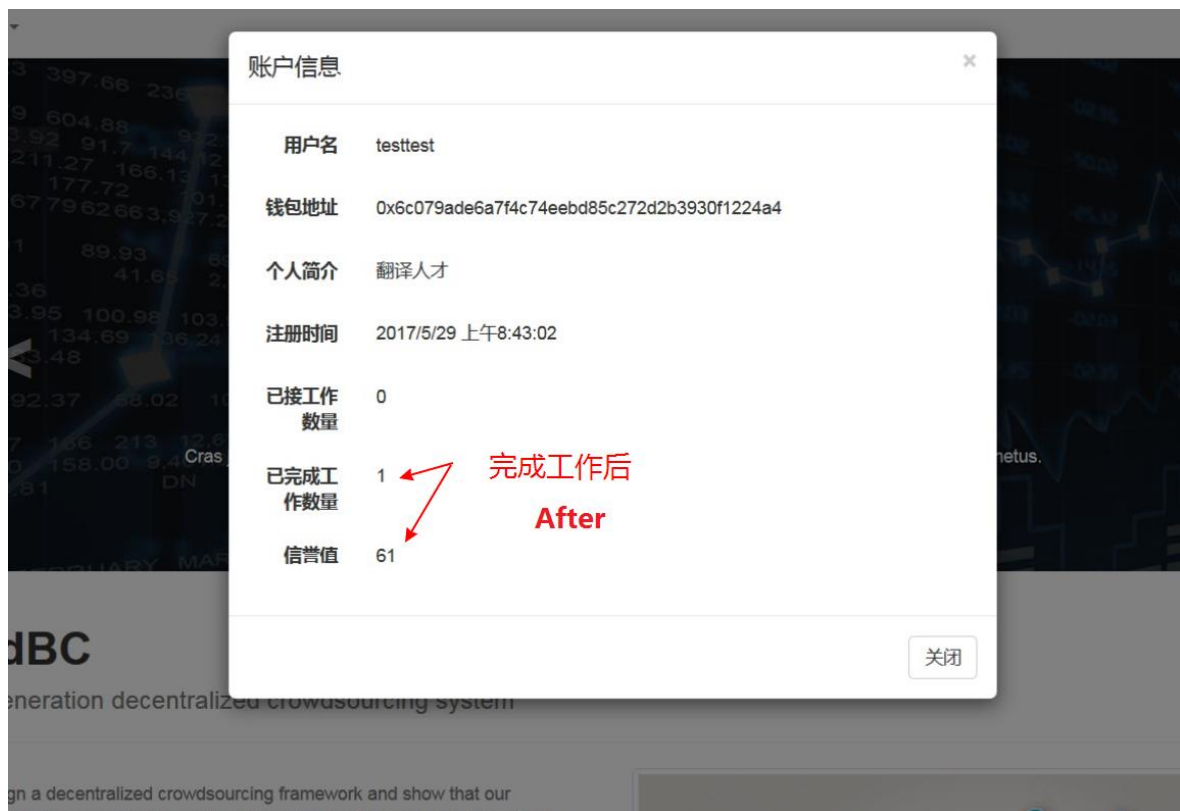 账户信息
×
用户名 testtest
钱包地址 0x6c079ade6a7f4c74eebd85c272d2b3930f1224a4
个人简介 翻译人才
注册时间 2017/5/29 上午8:43:02
已接工作
数量
0
已完成工
作数量
1
完成工作后
After
信誉值 61
关闭
Cras
netus.
dBC
eneration decentralized crowdsourcing system
gn a decentralized crowdsourcing framework and show that our